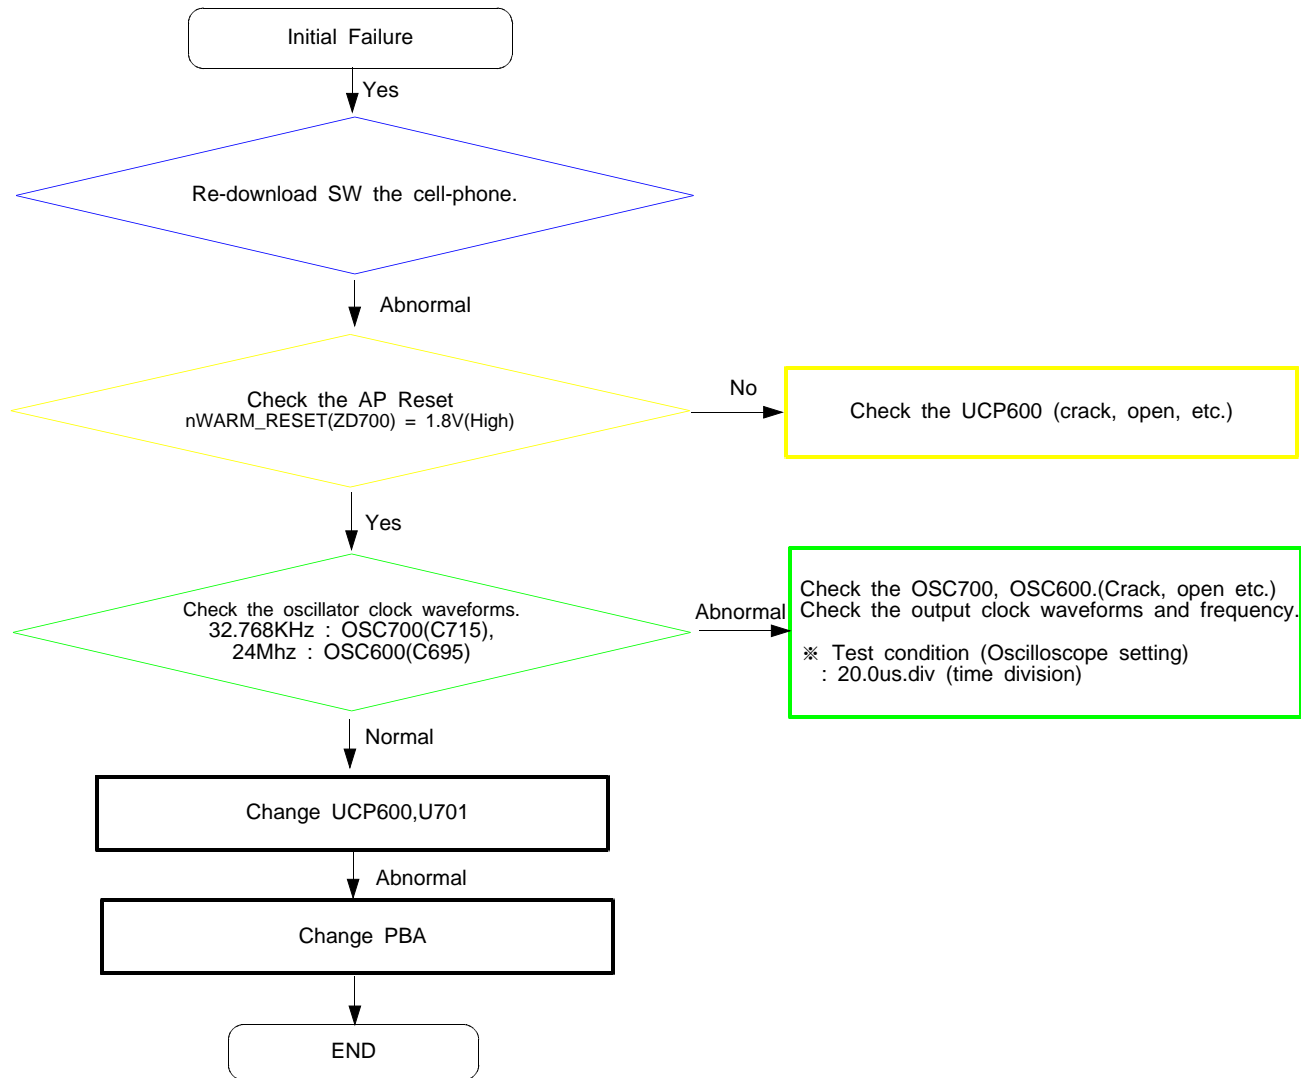 Initial Failure
Yes
Re-download SW the cell-phone.
Abnormal
Check the AP Reset
nWARM_RESET(ZD700) = 1.8V(High)
No
Check the UCP600 (crack, open, etc.)
Yes
Check the oscillator clock waveforms.
32.768KHz : OSC700(C715),
24Mhz : OSC600(C695)
Abnormal
Check the OSC700, OSC600.(Crack, open etc.)
Check the output clock waveforms and frequency.
※ Test condition (Oscilloscope setting)
: 20.0us.div (time division)
Normal
Change UCP600,U701
Abnormal
Change PBA
END